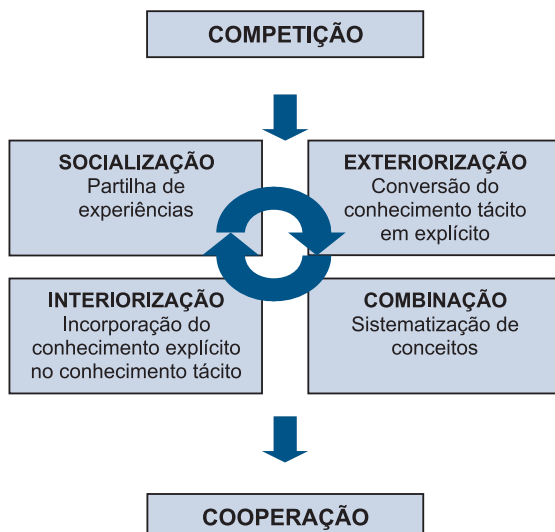 COMPETIÇÃO
SOCIALIZAÇÃO
Partilha de
experiências
EXTERIORIZAÇÃO
Conversão do
conhecimento tácito
em explícito
INTERIORIZAÇÃO
Incorporação do
conhecimento explícito
no conhecimento tácito
COMBINAÇÃO
Sistematização de
conceitos
COOPERAÇÃO